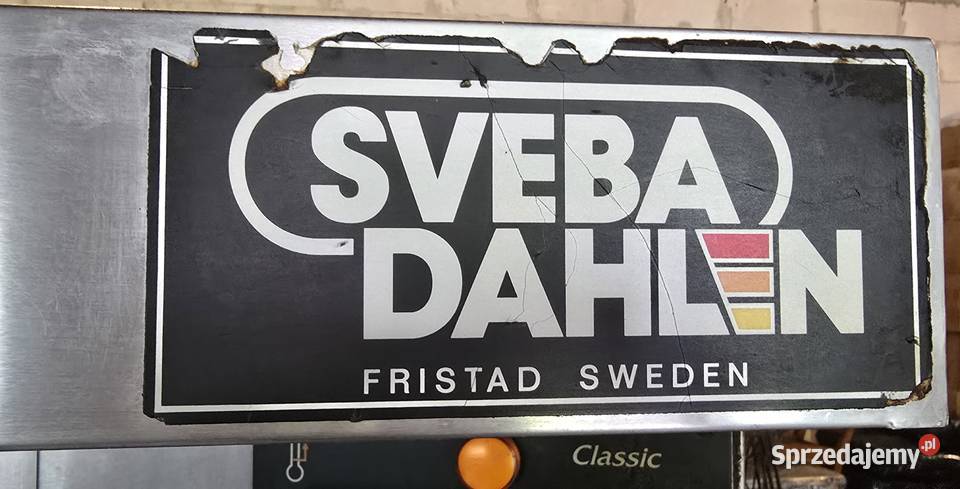 SVEBA
DAHLEN
FRISTAD SWEDEN
Classic
Sprzedajemy.pl